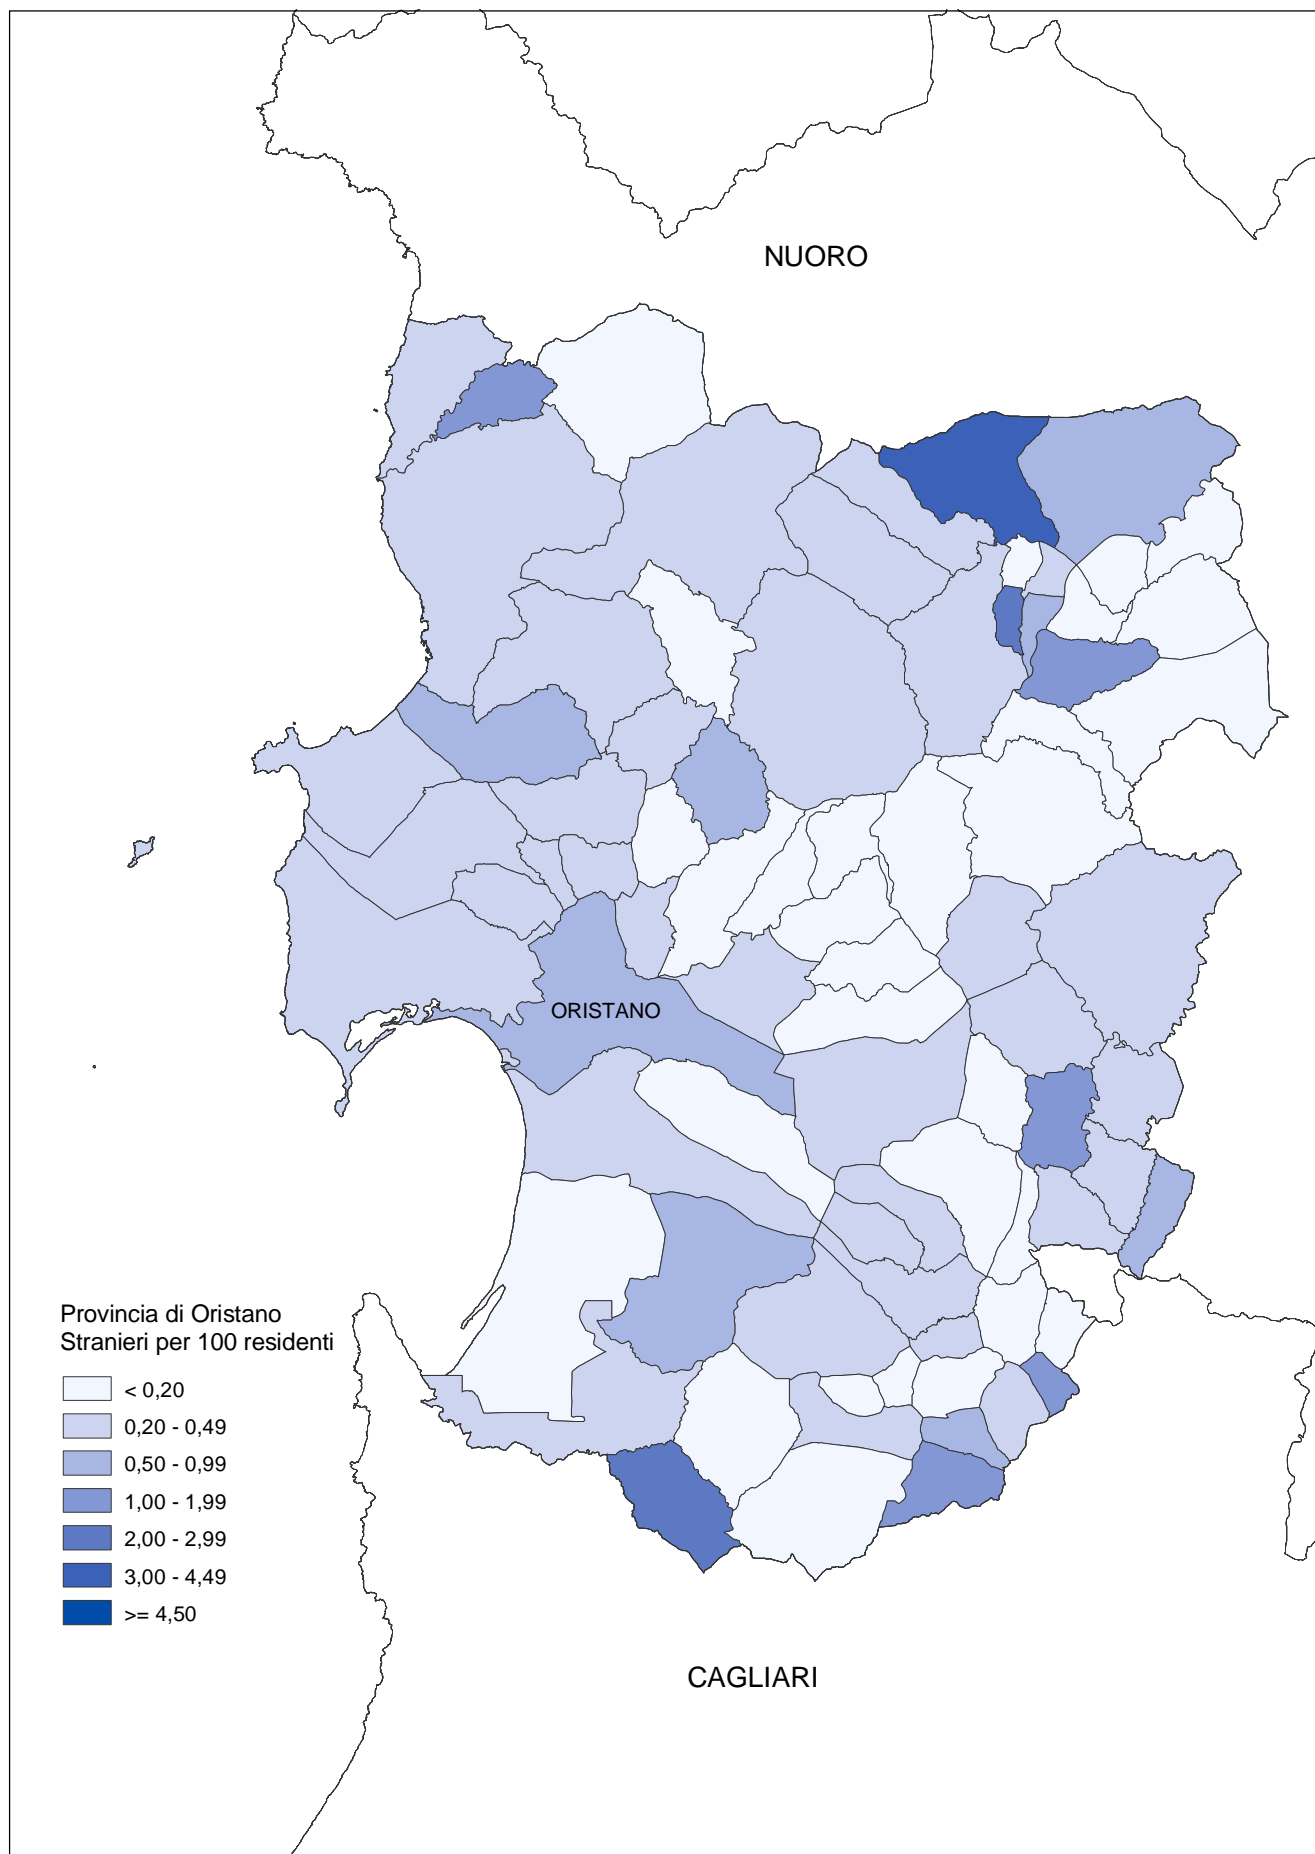 NUORO
ORISTANO
Provincia di Oristano
Stranieri per 100 residenti
< 0,20
0,20 - 0,49
0,50 - 0,99
1,00 - 1,99
2,00 - 2,99
3,00 - 4,49
>= 4,50
CAGLIARI